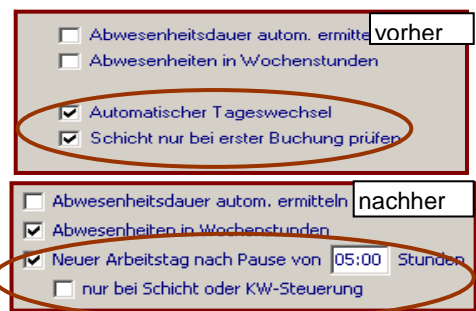 Abwesenheitsdauer autom. ermitte vorher
Abwesenheiten in Wochenstunden
Automatischer Tageswechsel
Schicht nur bei erster Buchung prüfen
Abwesenheitsdauer autom. ermitteln nachher
Abwesenheiten in Wochenstunden
Neuer Arbeitstag nach Pause von 05:00 Stunden
nur bei Schicht oder KW-Steuerung